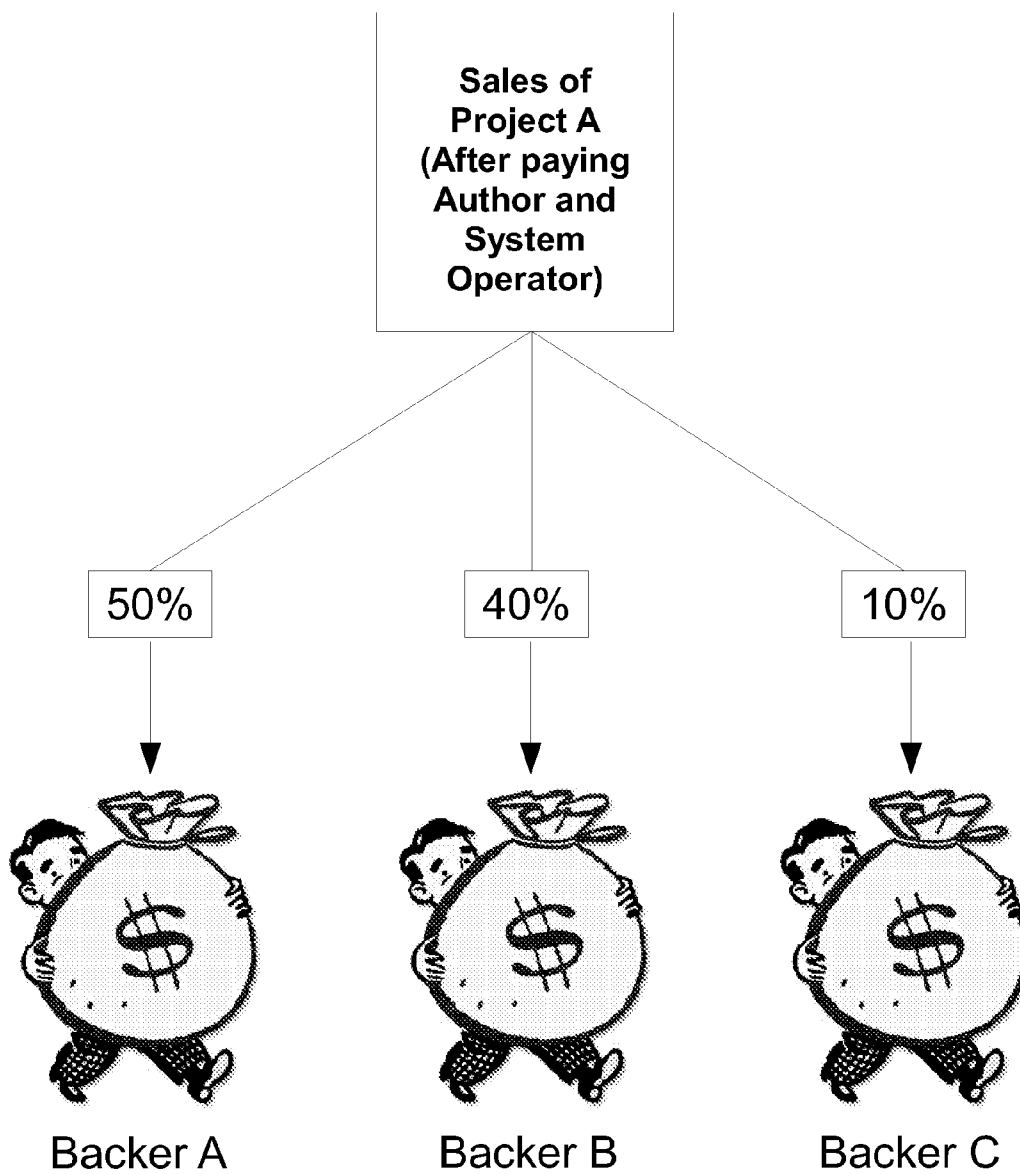 Sales of
Project A
(After paying
Author and
System
Operator)
50% 40% 10%
$ $ $
Backer A Backer B Backer C